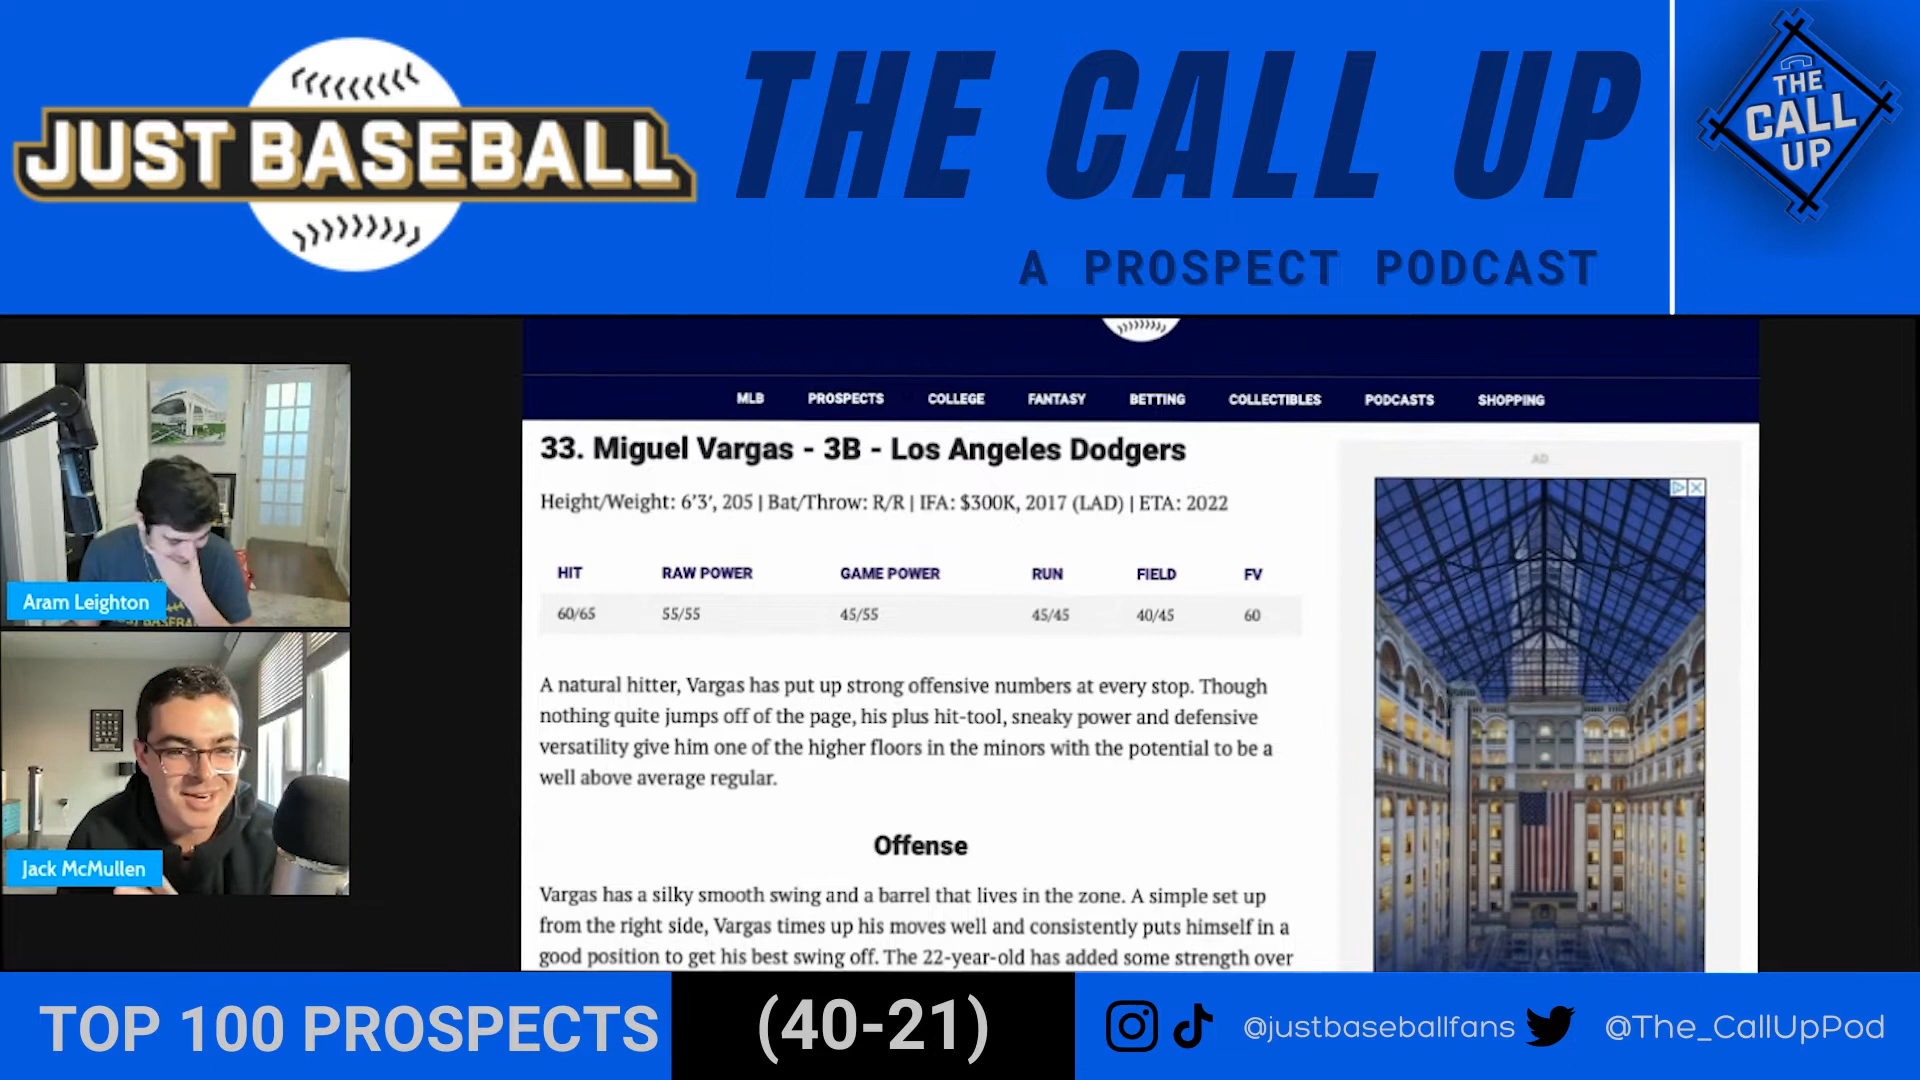 JUST BASEBALL
THE CALL UP
A PROSPECT PODCAST
THE
CALL
UP
MLB PROSPECTS COLLEGE FANTASY BETTING COLLECTIBLES PODCASTS SHOPPING
33. Miguel Vargas - 3B - Los Angeles Dodgers
Height/Weight: 6’3′, 205 | Bat/Throw: R/R | IFA: $300K, 2017 (LAD) | ETA: 2022
HIT RAW POWER GAME POWER RUN FIELD FV
60/65 55/55 45/55 45/45 40/45 60
A natural hitter, Vargas has put up strong offensive numbers at every stop. Though
nothing quite jumps off of the page, his plus hit-tool, sneaky power and defensive
versatility give him one of the higher floors in the minors with the potential to be a
well above average regular.
Offense
Vargas has a silky smooth swing and a barrel that lives in the zone. A simple set up
from the right side, Vargas times up his moves well and consistently puts himself in a
good position to get his best swing off. The 22-year-old has added some strength over
AD
Aram Leighton
Jack McMullen
TOP 100 PROSPECTS
(40-21)
@justbaseballfans
@The_CallUpPod